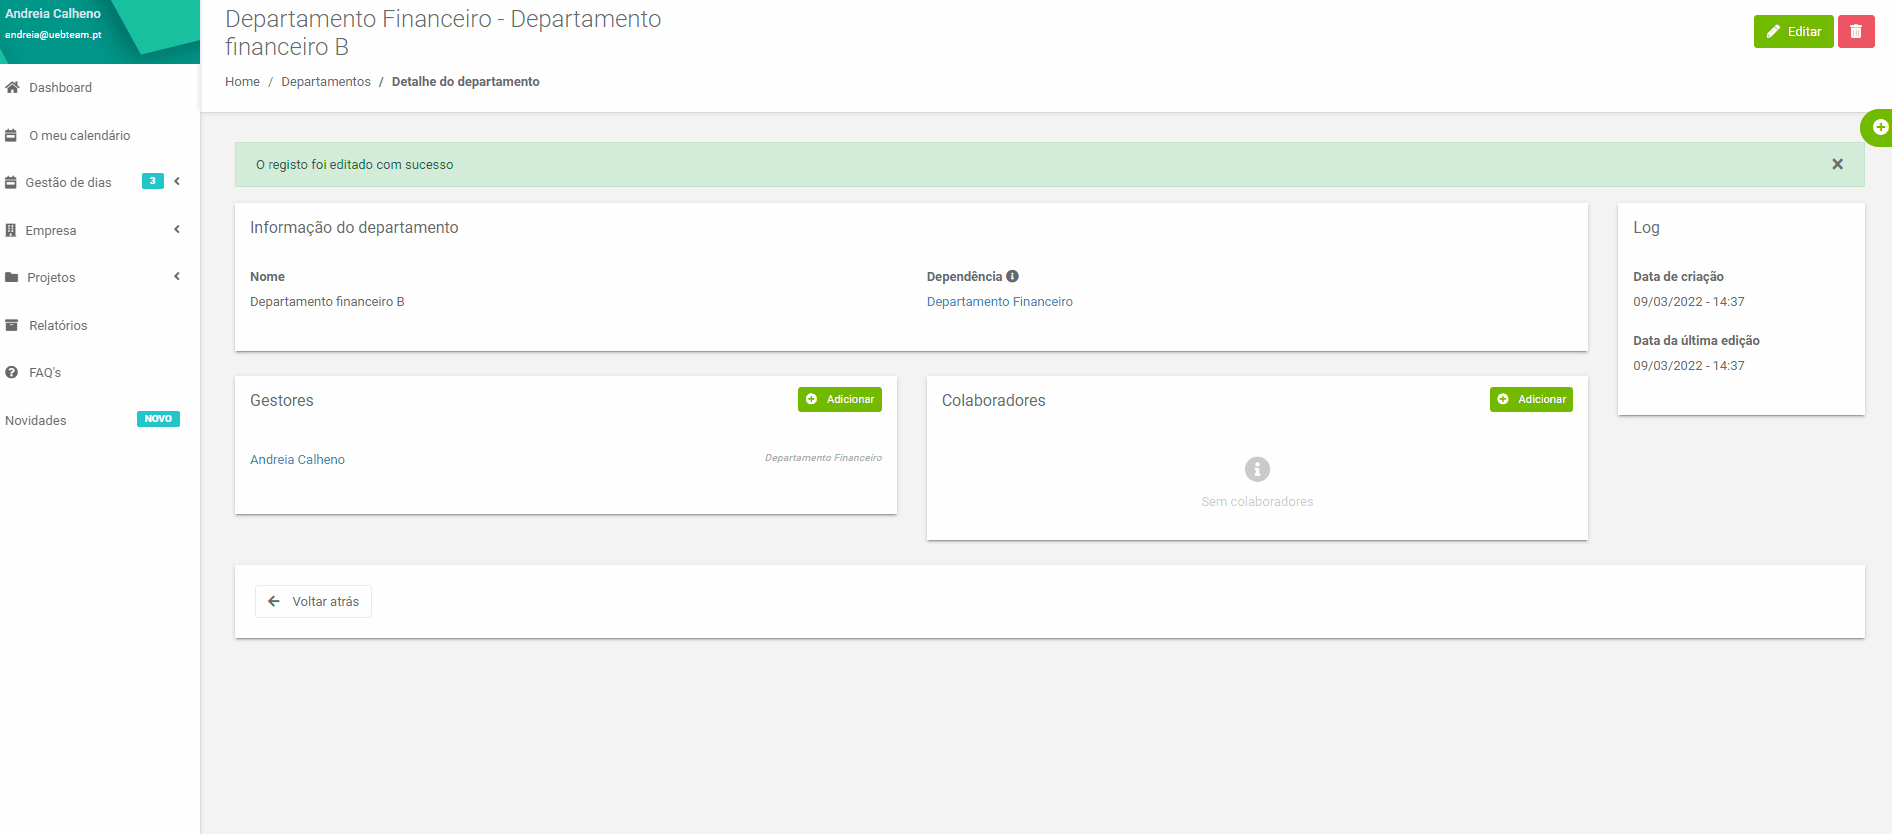 Andreia Calheno
andreia@uebteam.pt
Dashboard
O meu calendário
Gestão de dias 3
Empresa
Projetos
Relatórios
FAQ's
Novidades NOVO
Departamento Financeiro - Departamento
financeiro B
Home / Departamentos / Detalhe do departamento
Editar
O registo foi editado com sucesso
Informação do departamento
Nome
Departamento financeiro B
Dependência
Departamento Financeiro
Log
Data de criação
09/03/2022 - 14:37
Data da última edição
09/03/2022 - 14:37
Gestores
Adicionar
Andreia Calheno
Departamento Financeiro
Colaboradores
Adicionar
Sem colaboradores
Voltar atrás